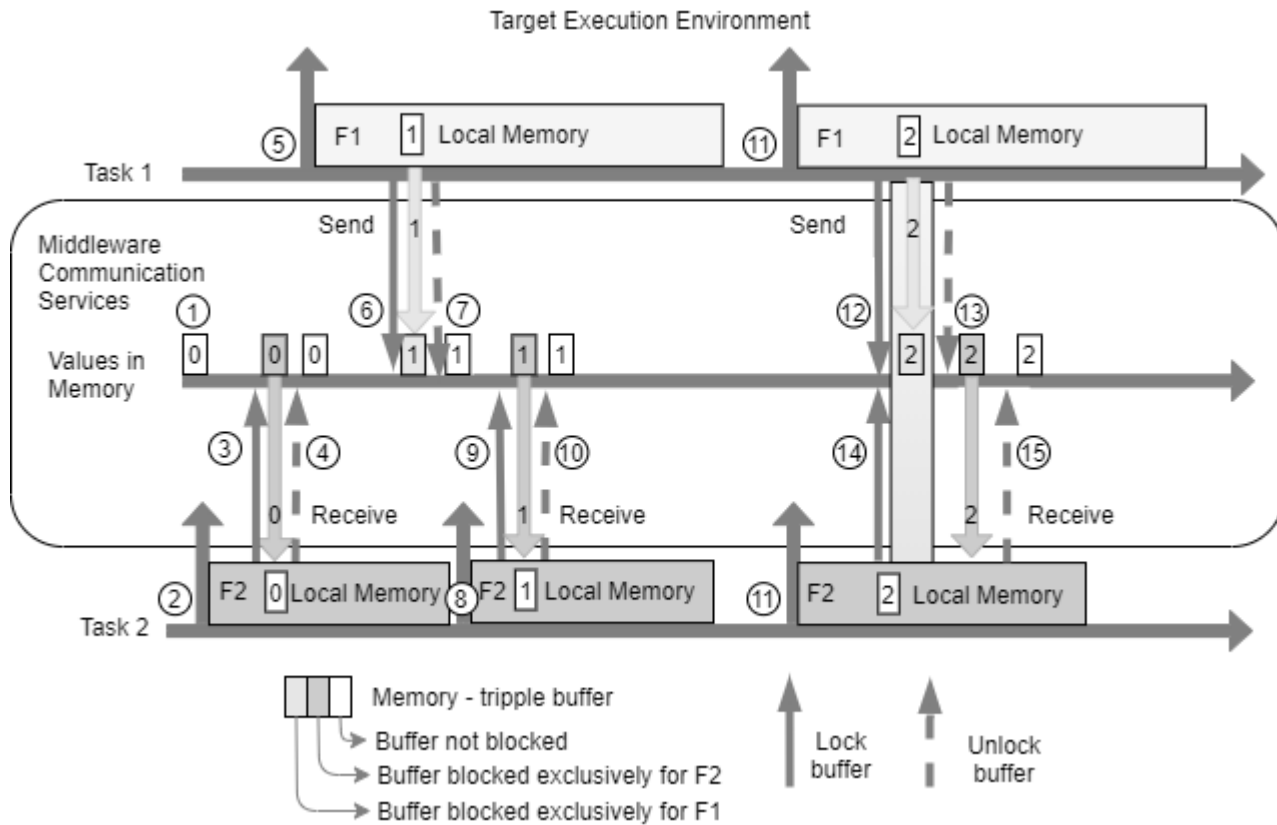 Target Execution Environment
5
F1
1
Local Memory
11
F1
2
Local Memory
Task 1
Send
1
Send
2
Middleware
Communication
Services
1
6
7
12
13
0
0
0
1
1
1
1
2
2
2
Values in
Memory
3
4
9
10
14
15
0
Receive
1
Receive
2
Receive
2
F2
0
Local Memory
8
F2
1
Local Memory
11
F2
2
Local Memory
Task 2
Memory - tripple buffer
Buffer not blocked
Buffer blocked exclusively for F2
Buffer blocked exclusively for F1
Lock
buffer
Unlock
buffer